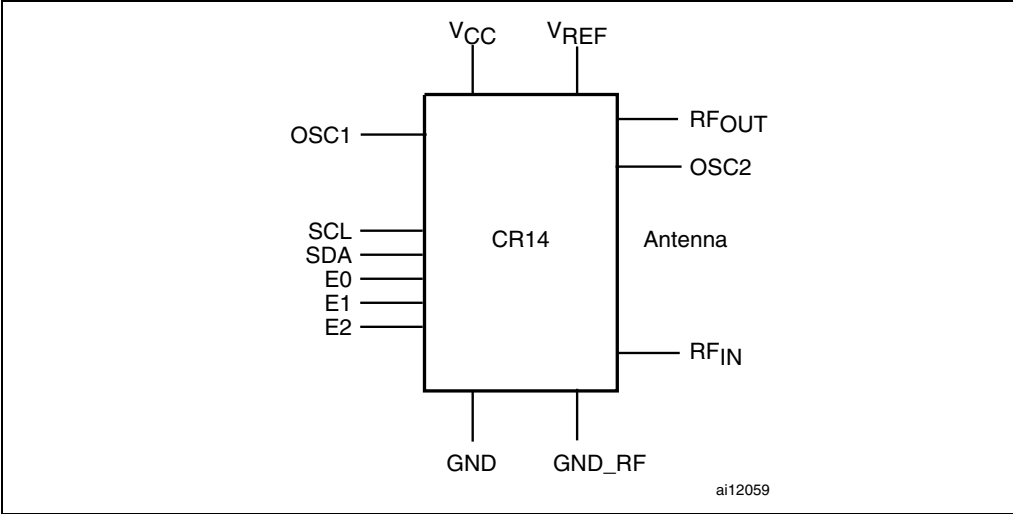 VCC
VREF
OSC1
RFOUT
OSC2
SCL
SDA
E0
E1
E2
CR14
Antenna
RFIN
GND
GND_RF
ai12059